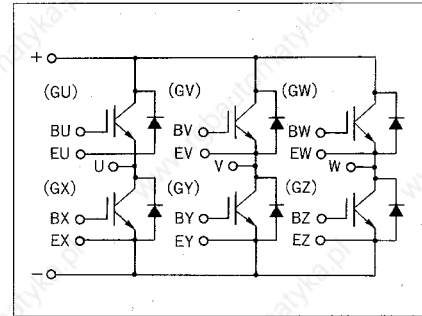 +
(GU) (GV) (GW)
BU BV BW
EU EV EW
U V W
(GX) (GY) (GZ)
BX BY BZ
EX EY EZ
−